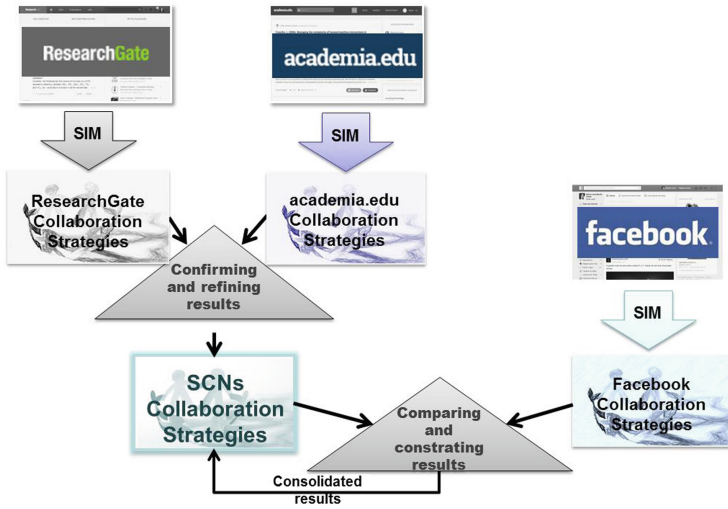 ResearchGate
academia.edu
SIM
SIM
ResearchGate
Collaboration
Strategies
academia.edu
Collaboration
Strategies
facebook
Confirming
and refining
results
SIM
SCNs
Collaboration
Strategies
Facebook
Collaboration
Strategies
Comparing
and
constrating
results
Consolidated
results